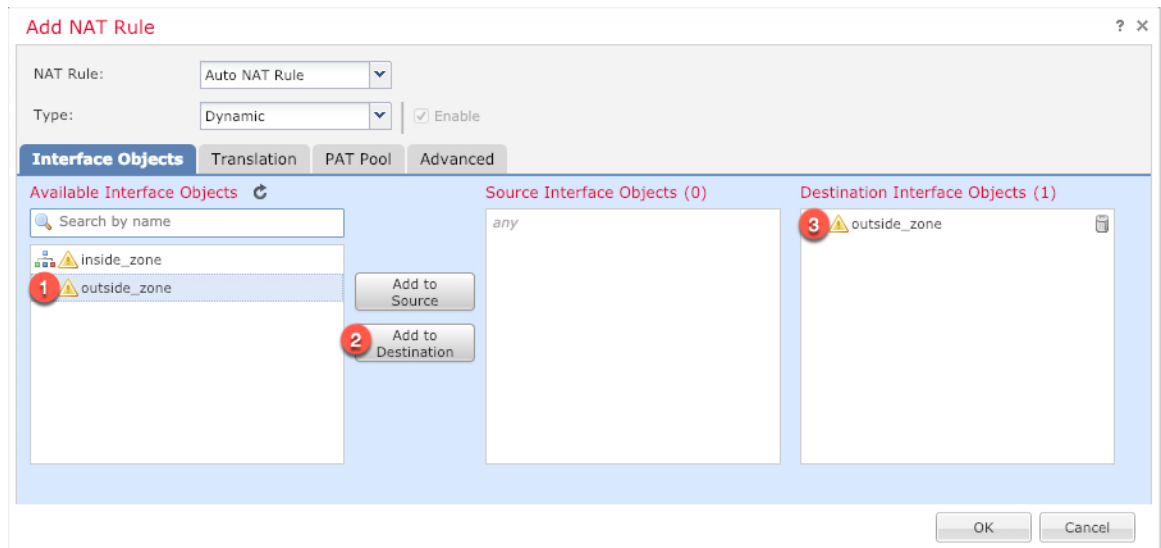 Add NAT Rule
?
NAT Rule:
Auto NAT Rule
Type:
Dynamic
Enable
Interface Objects
Translation
PAT Pool
Advanced
Available Interface Objects
Search by name
inside_zone
1
outside_zone
Add to
Source
2
Add to
Destination
Source Interface Objects (0)
any
Destination Interface Objects (1)
3
outside_zone
OK
Cancel